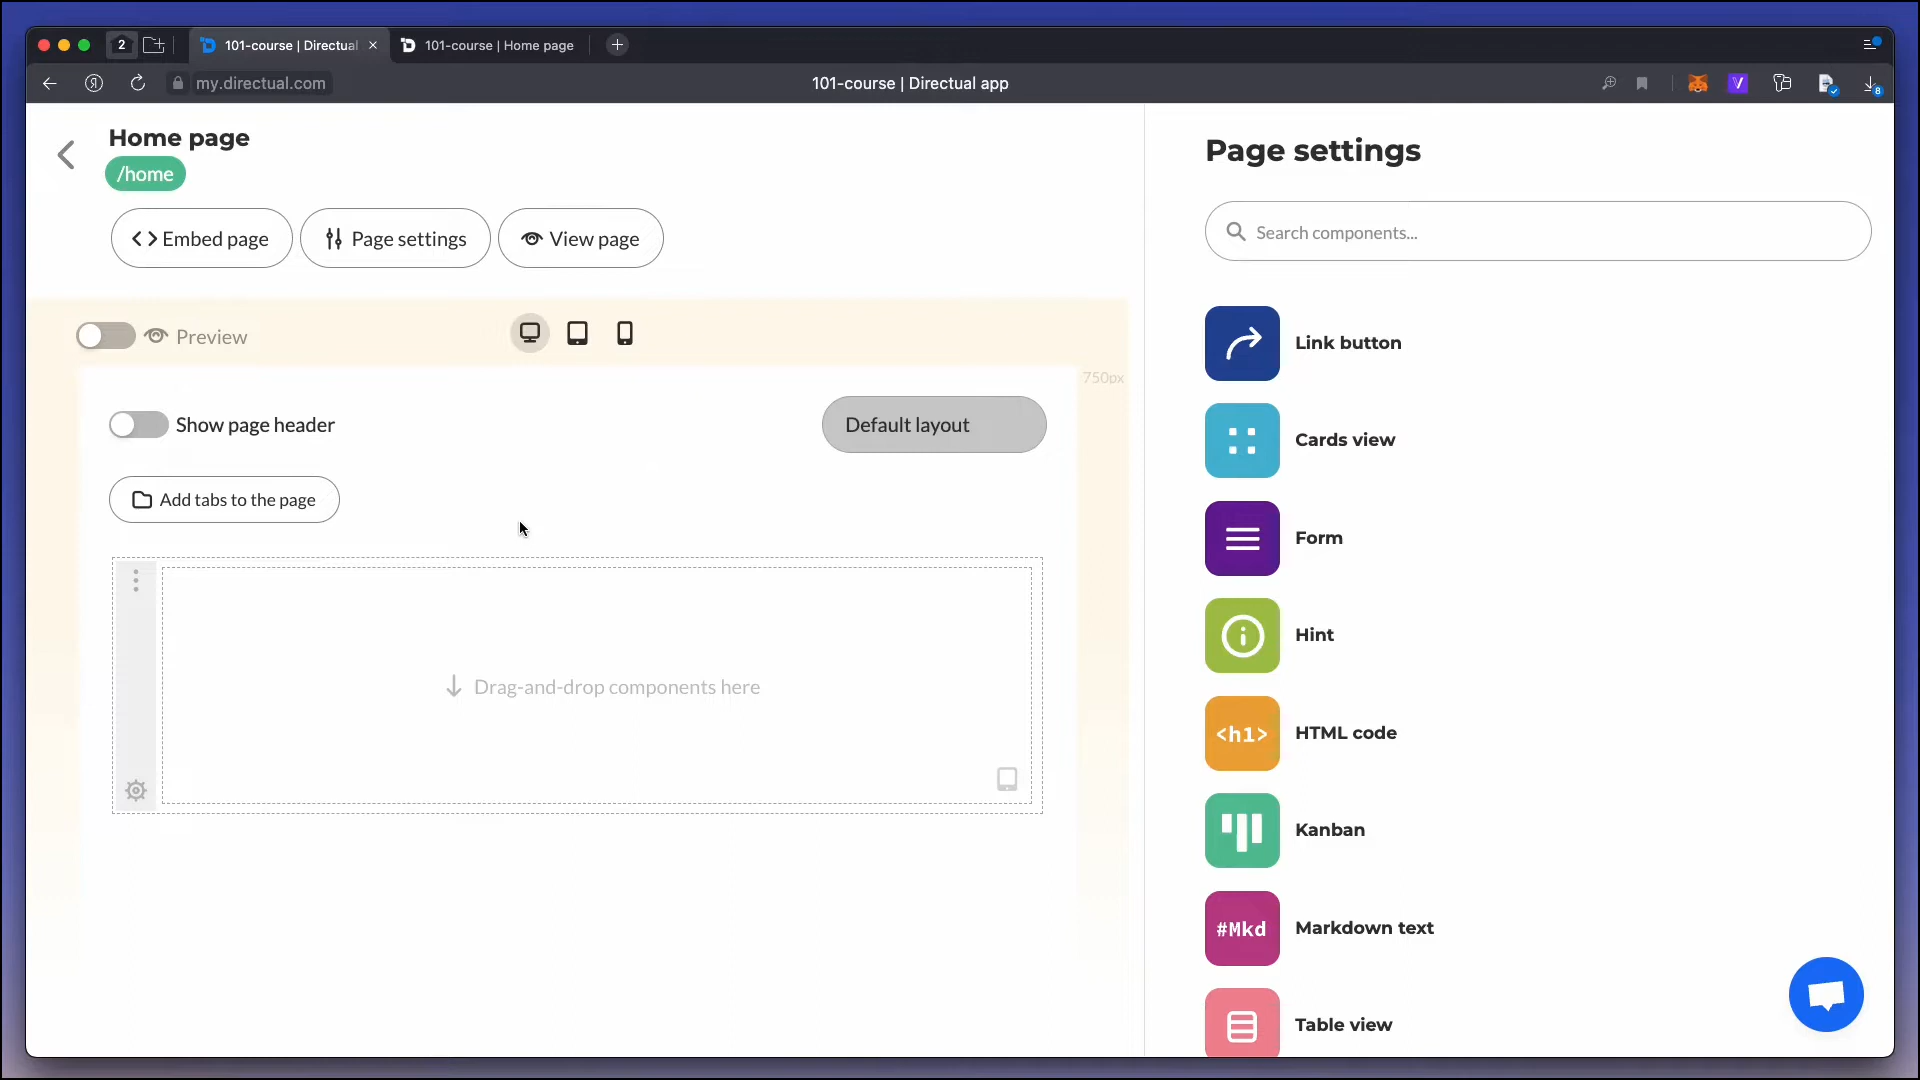 2
101-course | Directual
101-course | Home page
my.directual.com
101-course | Directual app
8
Home page
/home
Embed page
Page settings
View page
Preview
750px
Show page header
Default layout
Add tabs to the page
Drag-and-drop components here
Page settings
Search components...
Link button
Cards view
Form
Hint
<h1>
HTML code
Kanban
#Mkd
Markdown text
Table view